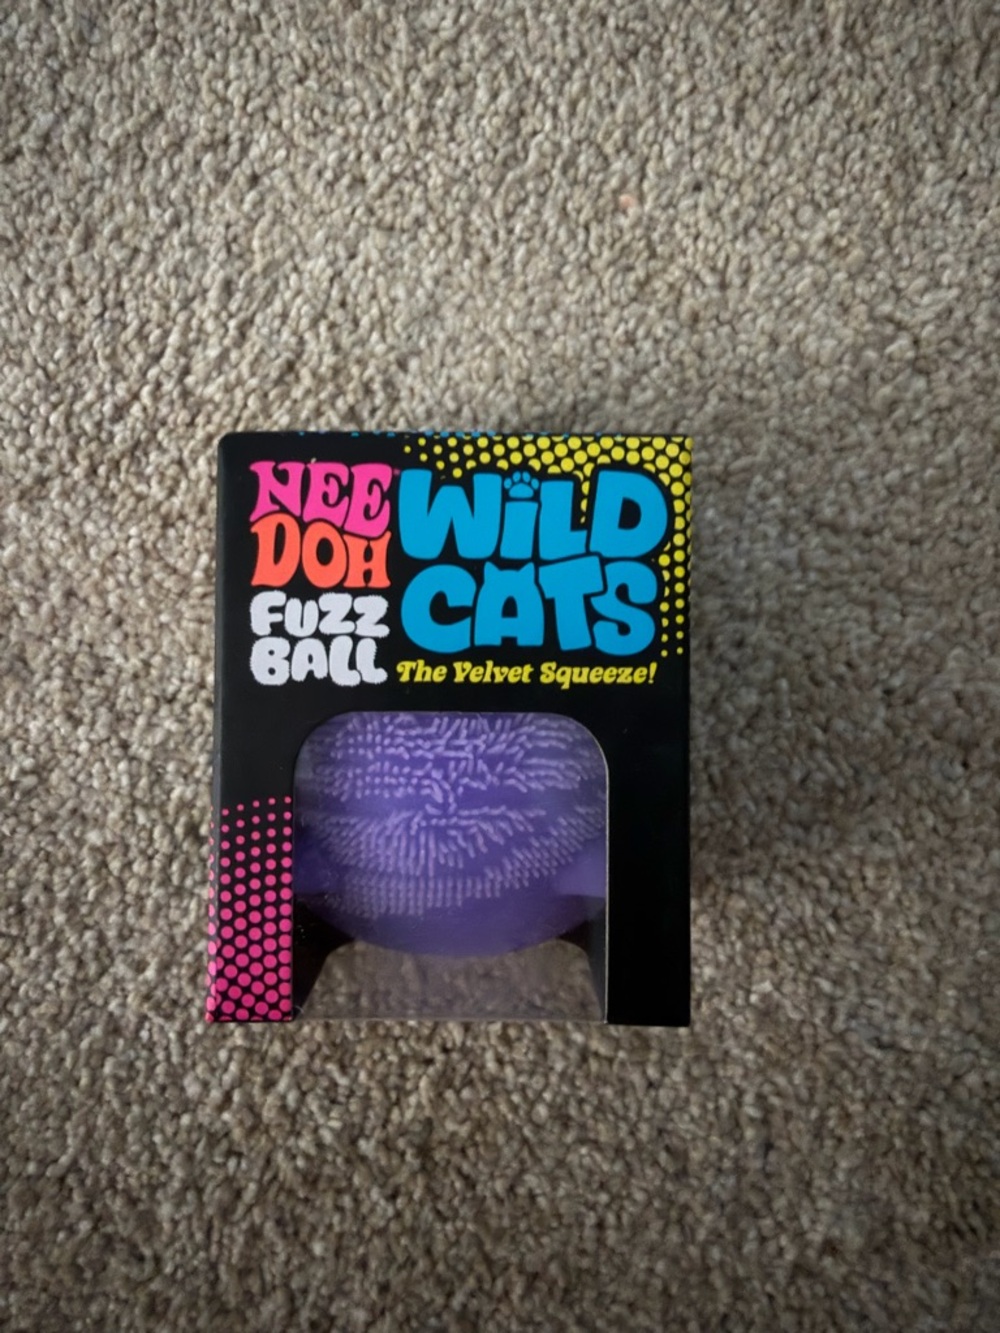 NEE
DOH
FUZZ
BALL
WiLD
CATS
The Velvet Squeeze!